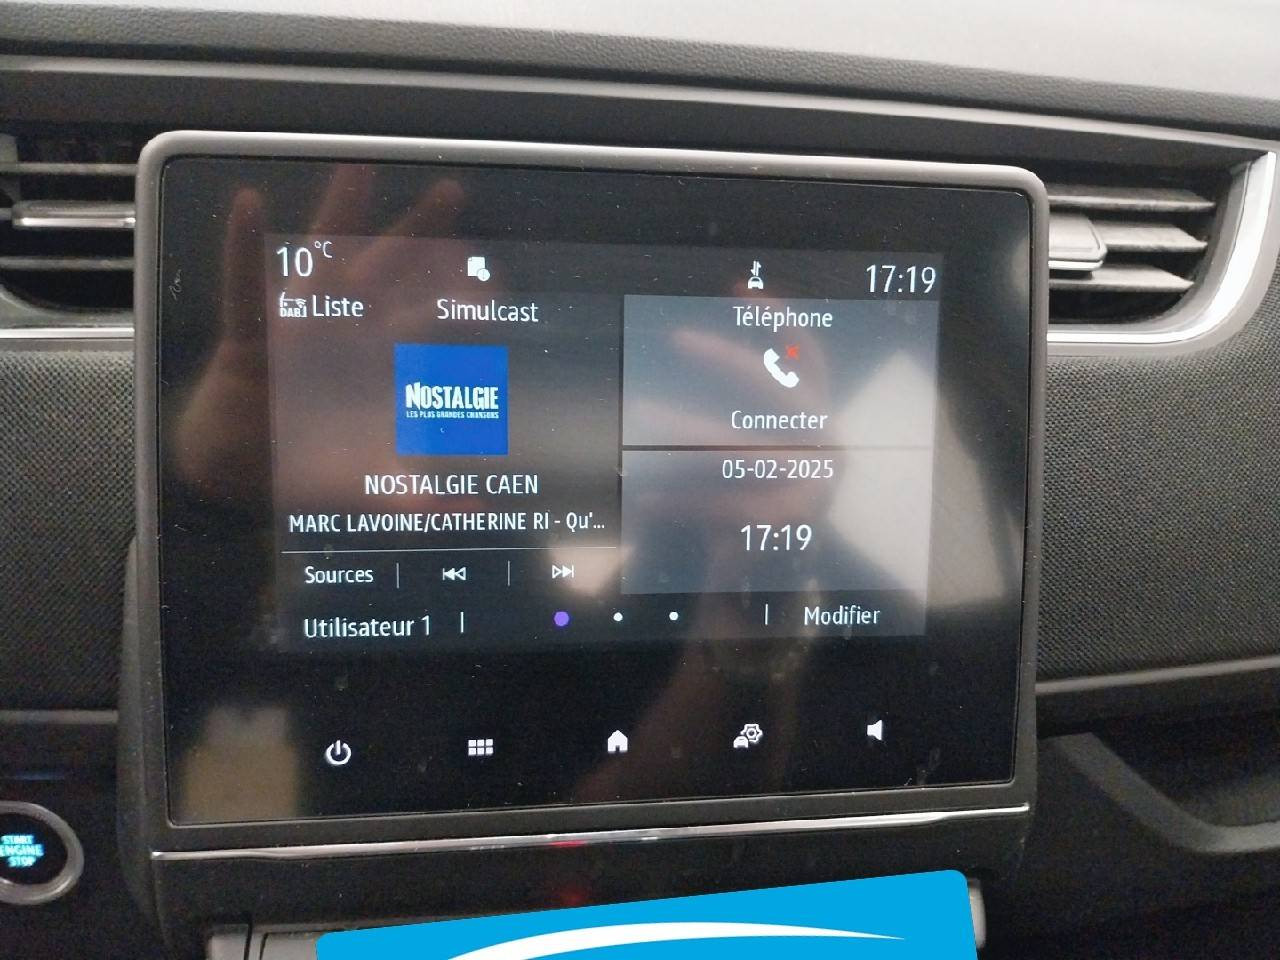 10°C
17:19
DAB
Liste
Simulcast
Téléphone
NOSTALGIE
LES PLUS GRANDES CHANSONS
Connecter
NOSTALGIE CAEN
05-02-2025
MARC LAVOINE/CATHERINE RI - Qu'...
17:19
Sources
Utilisateur 1
Modifier
START
ENGINE
STOP